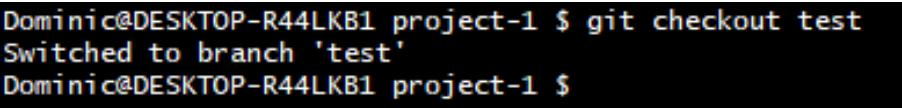 Dominic@DESKTOP-R44LKB1 project-1 $ git checkout test
Switched to branch 'test'
Dominic@DESKTOP-R44LKB1 project-1 $